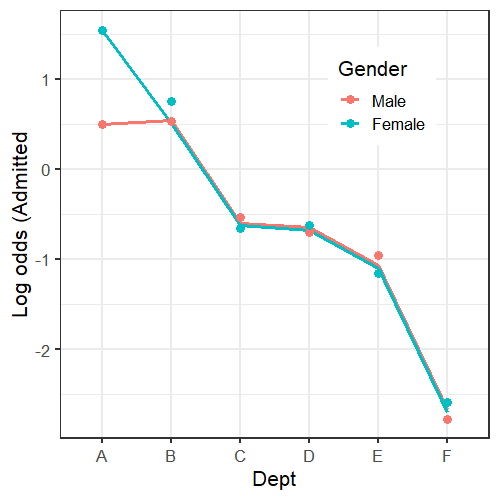 Gender
Male
Female
1
0
-1
-2
Log odds (Admitted
A B C D E F
Dept